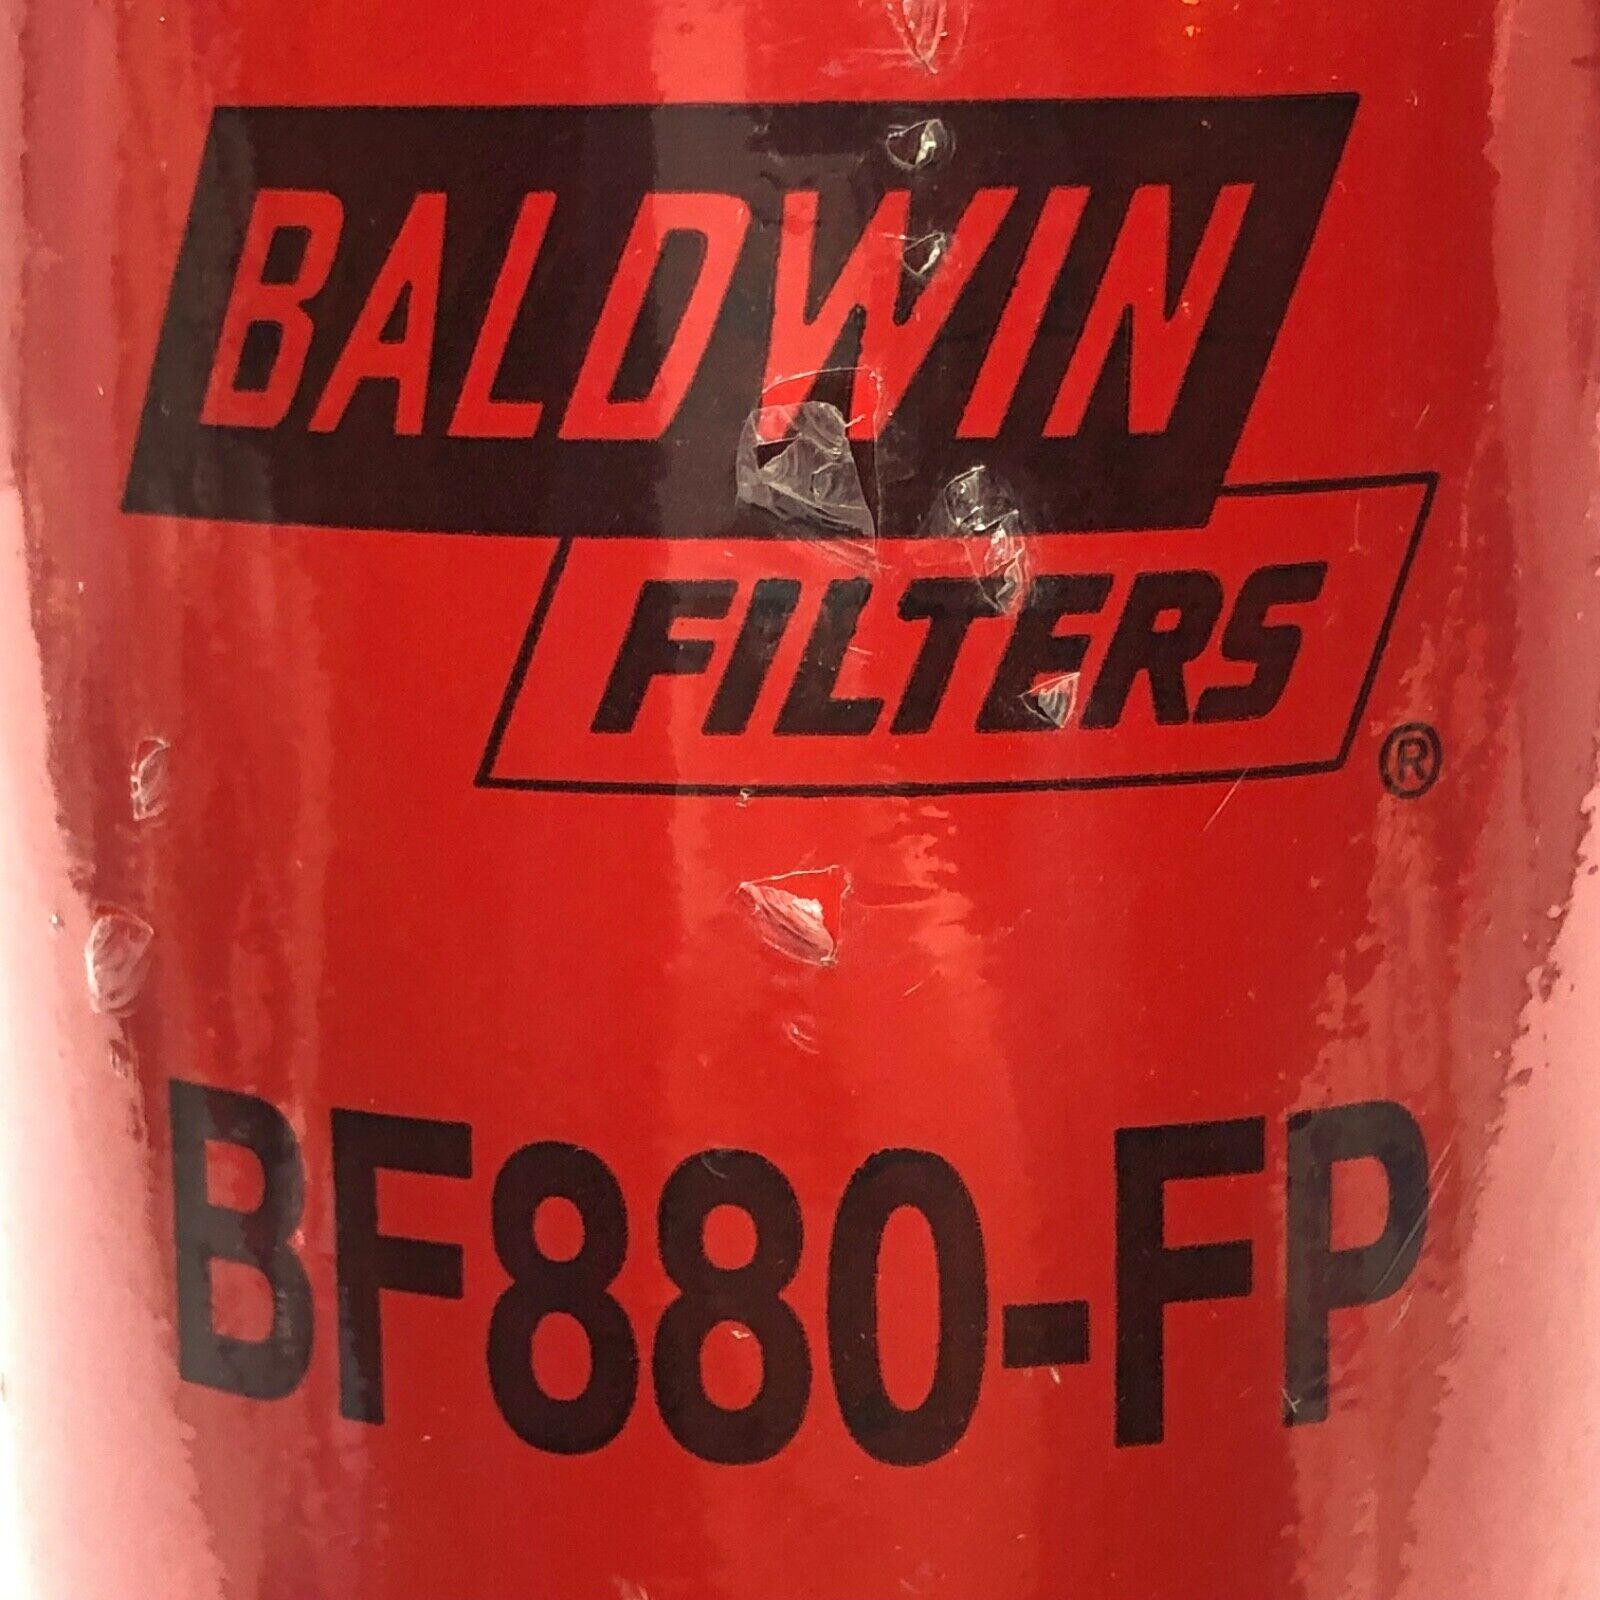 BALDWIN
FILTERS
®
BF880-FP